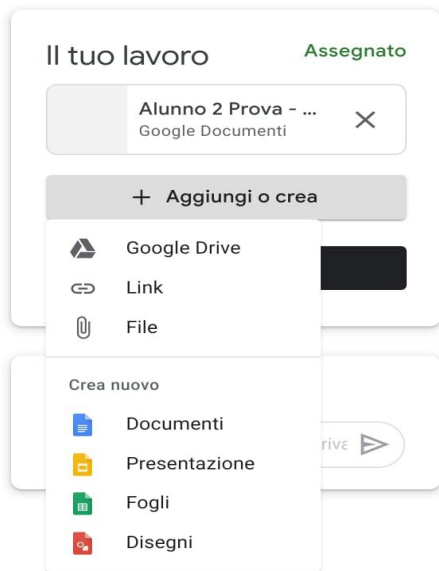 Il tuo lavoro
Assegnato
Alunno 2 Prova - ...
Google Documenti
+ Aggiungi o crea
Google Drive
Link
File
Crea nuovo
Documenti
Presentazione
Fogli
Disegni